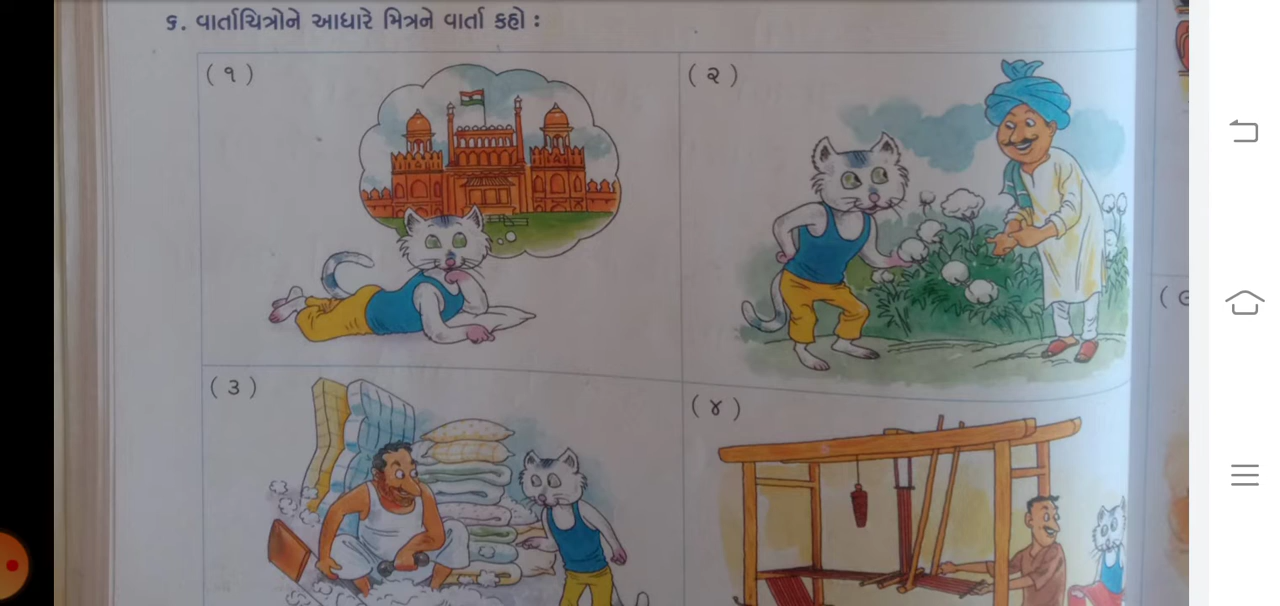 ૬. વાર્તાચિત્રોને આધારે મિત્રને વાર્તા કહો :
( ૧ )
( ૨ )
( ૩ )
( ૪ )